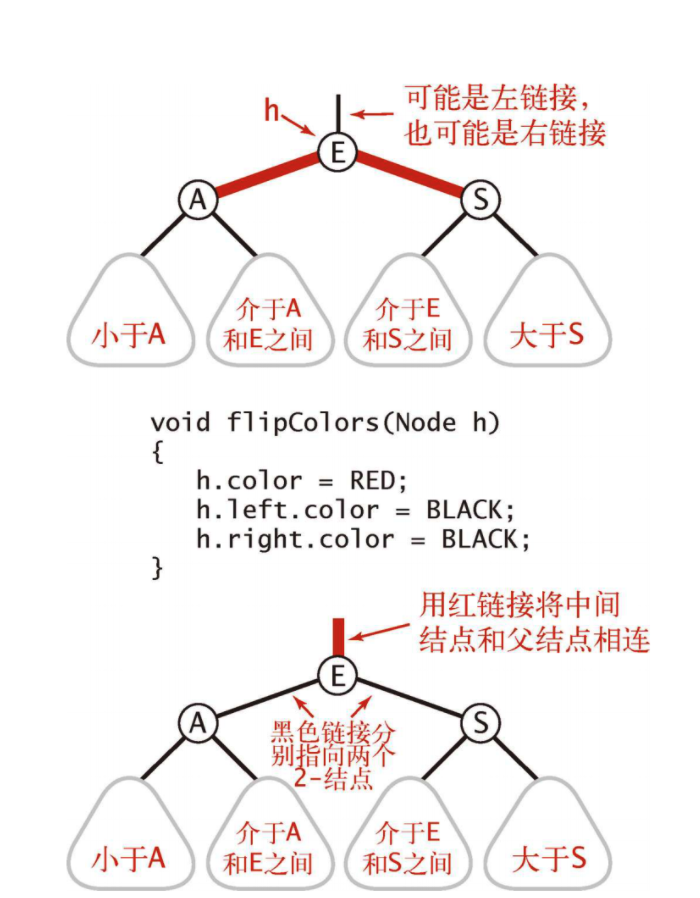 可能是左链接，
h
也可能是右链接
E
A
S
小于A
介于A
和E之间
介于E
和S之间
大于S
void flipColors(Node h)
{
h.color = RED;
h.left.color = BLACK;
h.right.color = BLACK;
}
用红链接将中间
结点和父结点相连
E
A
S
黑色链接分
别指向两个
2-结点
小于A
介于A
和E之间
介于E
和S之间
大于S